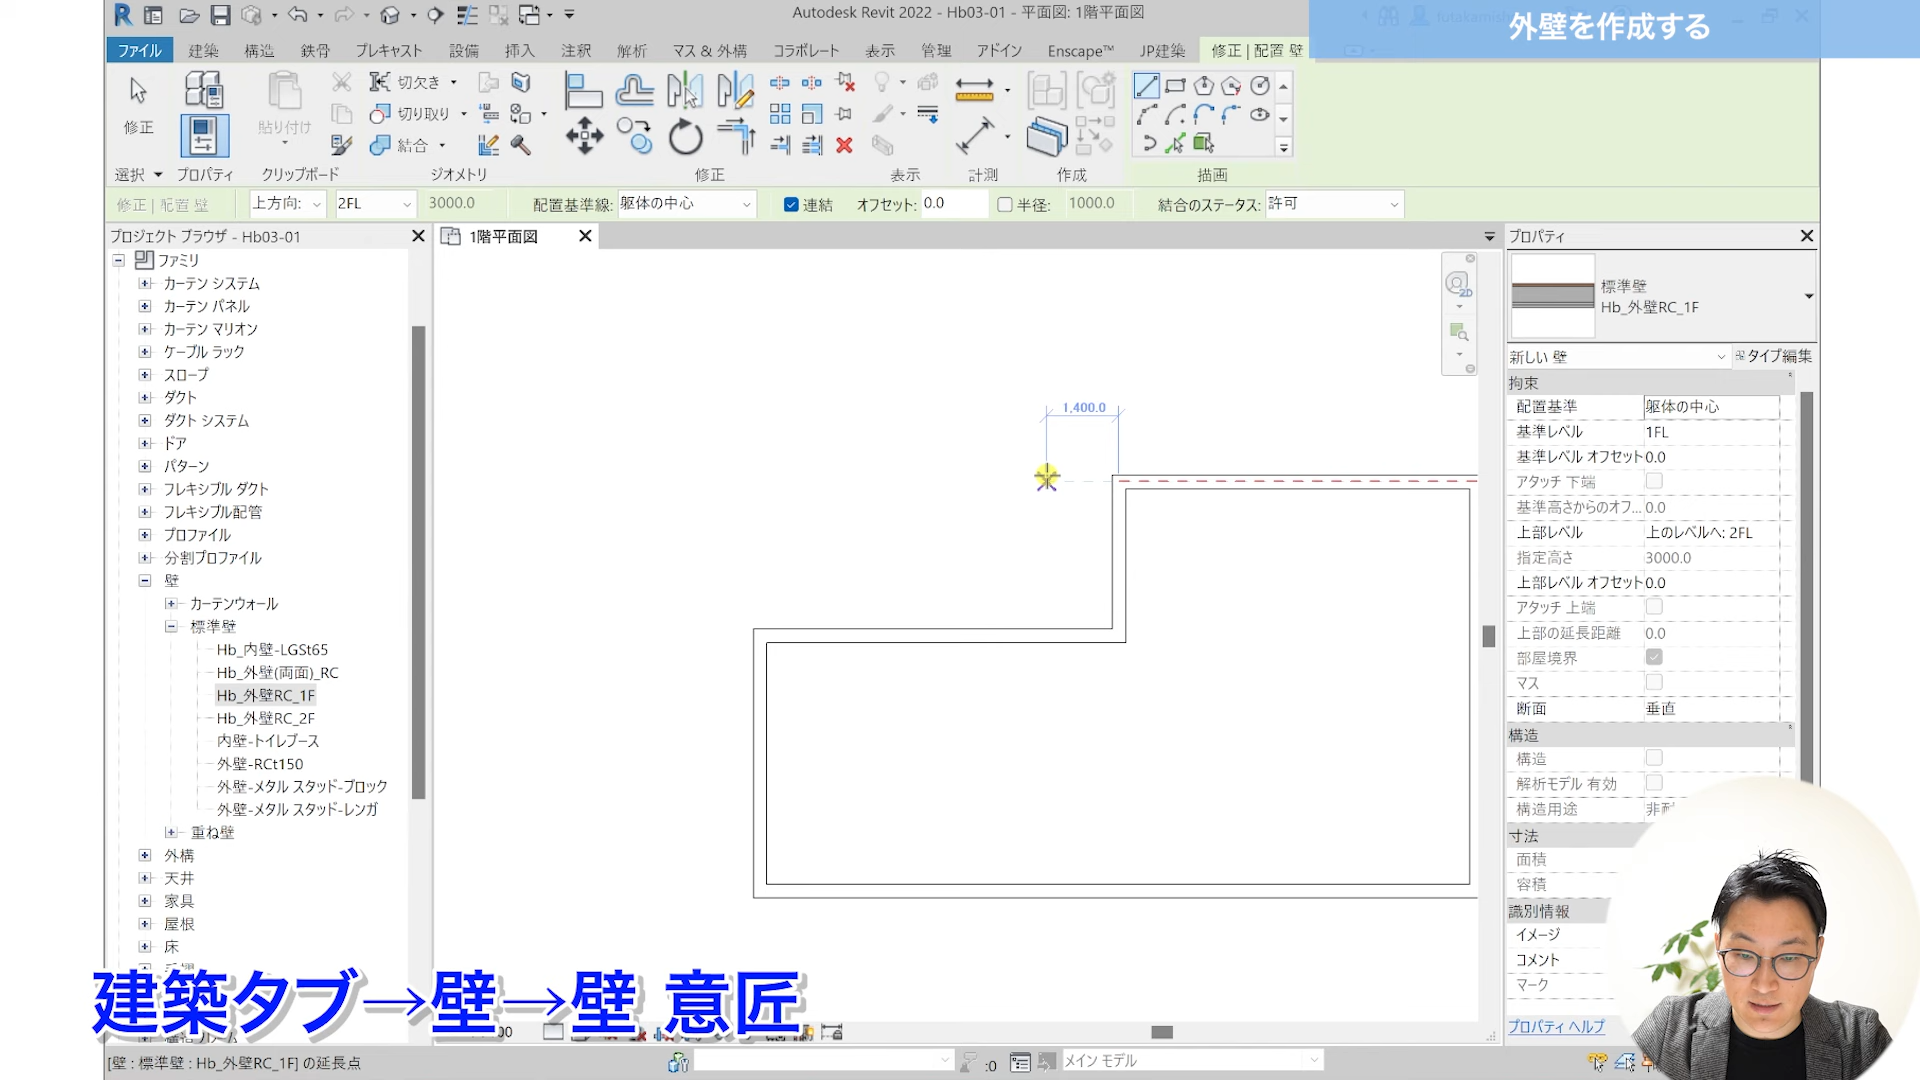 Autodesk Revit 2022 - Hb03-01 - 平面図: 1階平面図
外壁を作成する
ファイル 建築 構造 鉄骨 プレキャスト 設備 挿入 注釈 解析 マス & 外構 コラボレート 表示 管理 アドイン Enscape™ JP建築 修正 | 配置 壁
修正
貼り付け
切欠き
切り取り
結合
選択 プロパティ クリップボード ジオメトリ 修正 表示 計測 作成 描画
修正 | 配置 壁 上方向: 2FL 3000.0 配置基準線: 躯体の中心 連結 オフセット: 0.0 半径: 1000.0 結合のステータス: 許可
プロジェクト ブラウザ - Hb03-01
1階平面図
プロパティ
ファミリ
カーテン システム
カーテン パネル
カーテン マリオン
ケーブル ラック
スロープ
ダクト
ダクト システム
ドア
パターン
フレキシブル ダクト
フレキシブル配管
プロファイル
分割プロファイル
壁
カーテンウォール
標準壁
Hb_内壁-LGSt65
Hb_外壁(両面)_RC
Hb_外壁RC_1F
Hb_外壁RC_2F
内壁-トイレブース
外壁-RCt150
外壁-メタル スタッド-ブロック
外壁-メタル スタッド-レンガ
重ね壁
外構
天井
家具
屋根
床
1,400.0
2D
標準壁
Hb_外壁RC_1F
新しい 壁 タイプ編集
拘束
配置基準 躯体の中心
基準レベル 1FL
基準レベル オフセット 0.0
アタッチ 下端
基準高さからのオフ... 0.0
上部レベル 上のレベルへ: 2FL
指定高さ 3000.0
上部レベル オフセット 0.0
アタッチ 上端
上部の延長距離 0.0
部屋境界
マス
断面 垂直
構造
構造
解析モデル 有効
構造用途 非耐
寸法
面積
容積
識別情報
イメージ
コメント
マーク
プロパティ ヘルプ
建築タブ→壁→壁 意匠
[壁 : 標準壁 : Hb_外壁RC_1F] の延長点
:0
メイン モデル